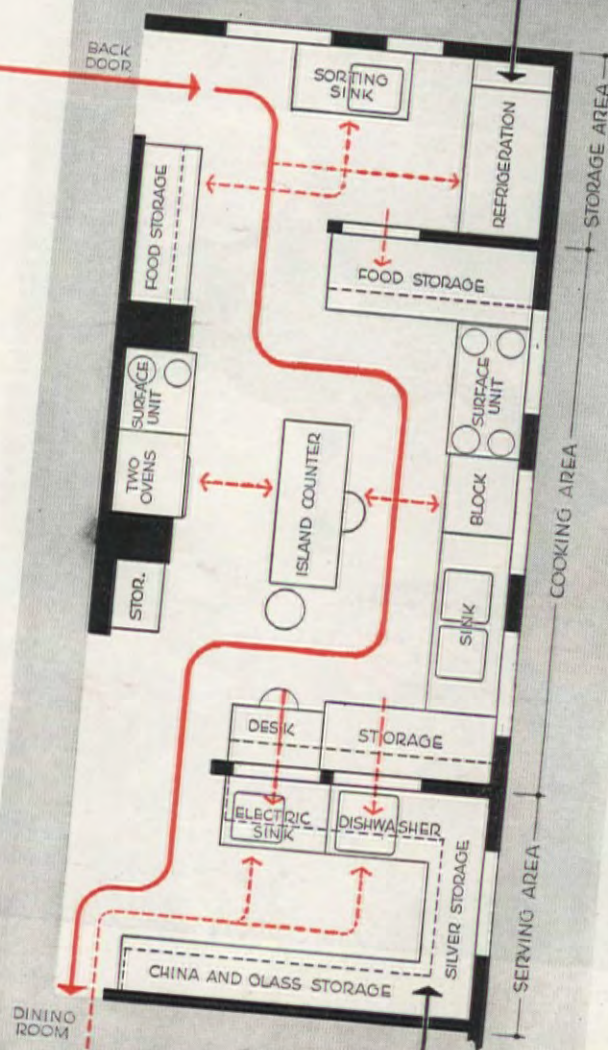 BACK
DOOR
SORTING
SINK
REFRIGERATION
STORAGE AREA
FOOD STORAGE
FOOD STORAGE
SURFACE
UNIT
SURFACE
UNIT
TWO
OVENS
ISLAND COUNTER
BLOCK
COOKING AREA
STOR.
SINK
DESK
STORAGE
ELECTRIC
SINK
DISHWASHER
SILVER STORAGE
SERVING AREA
CHINA AND GLASS STORAGE
DINING
ROOM